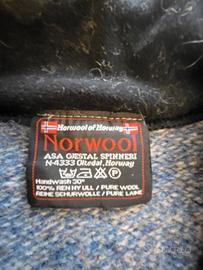 Norwool of Norway
Norwool
ASA GJESTAL SPINNERI
N-4333 Oltedal, Norway
Handwash 30°
100% REN NY ULL / PURE WOOL
REINE SCHURWOLLE / PURE LAINE